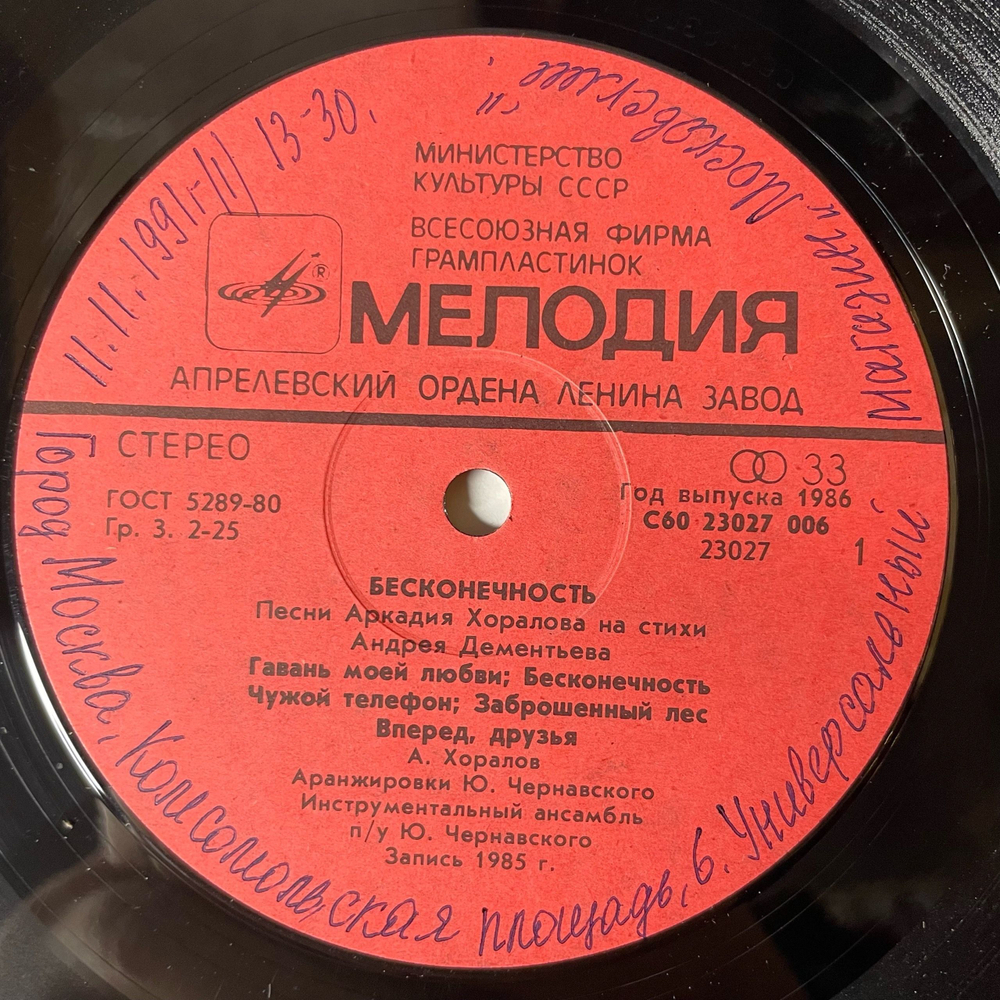 МИНИСТЕРСТВО
КУЛЬТУРЫ СССР
ВСЕСОЮЗНАЯ ФИРМА
ГРАМПЛАСТИНОК
®
МЕЛОДИЯ
АПРЕЛЕВСКИЙ ОРДЕНА ЛЕНИНА ЗАВОД
СТЕРЕО
ГОСТ 5289-80
Гр. 3. 2-25
33
Год выпуска 1986
С60 23027 006
23027
1
БЕСКОНЕЧНОСТЬ
Песни Аркадия Хоралова на стихи
Андрея Дементьева
Гавань моей любви; Бесконечность
Чужой телефон; Заброшенный лес
Вперед, друзья
А. Хоралов
Аранжировки Ю. Чернавского
Инструментальный ансамбль
п/у Ю. Чернавского
Запись 1985 г.
11.11.1991г. 13-30.
Город Москва, Комсомольская площадь, 6. Универсальный
Магазин „Московский".